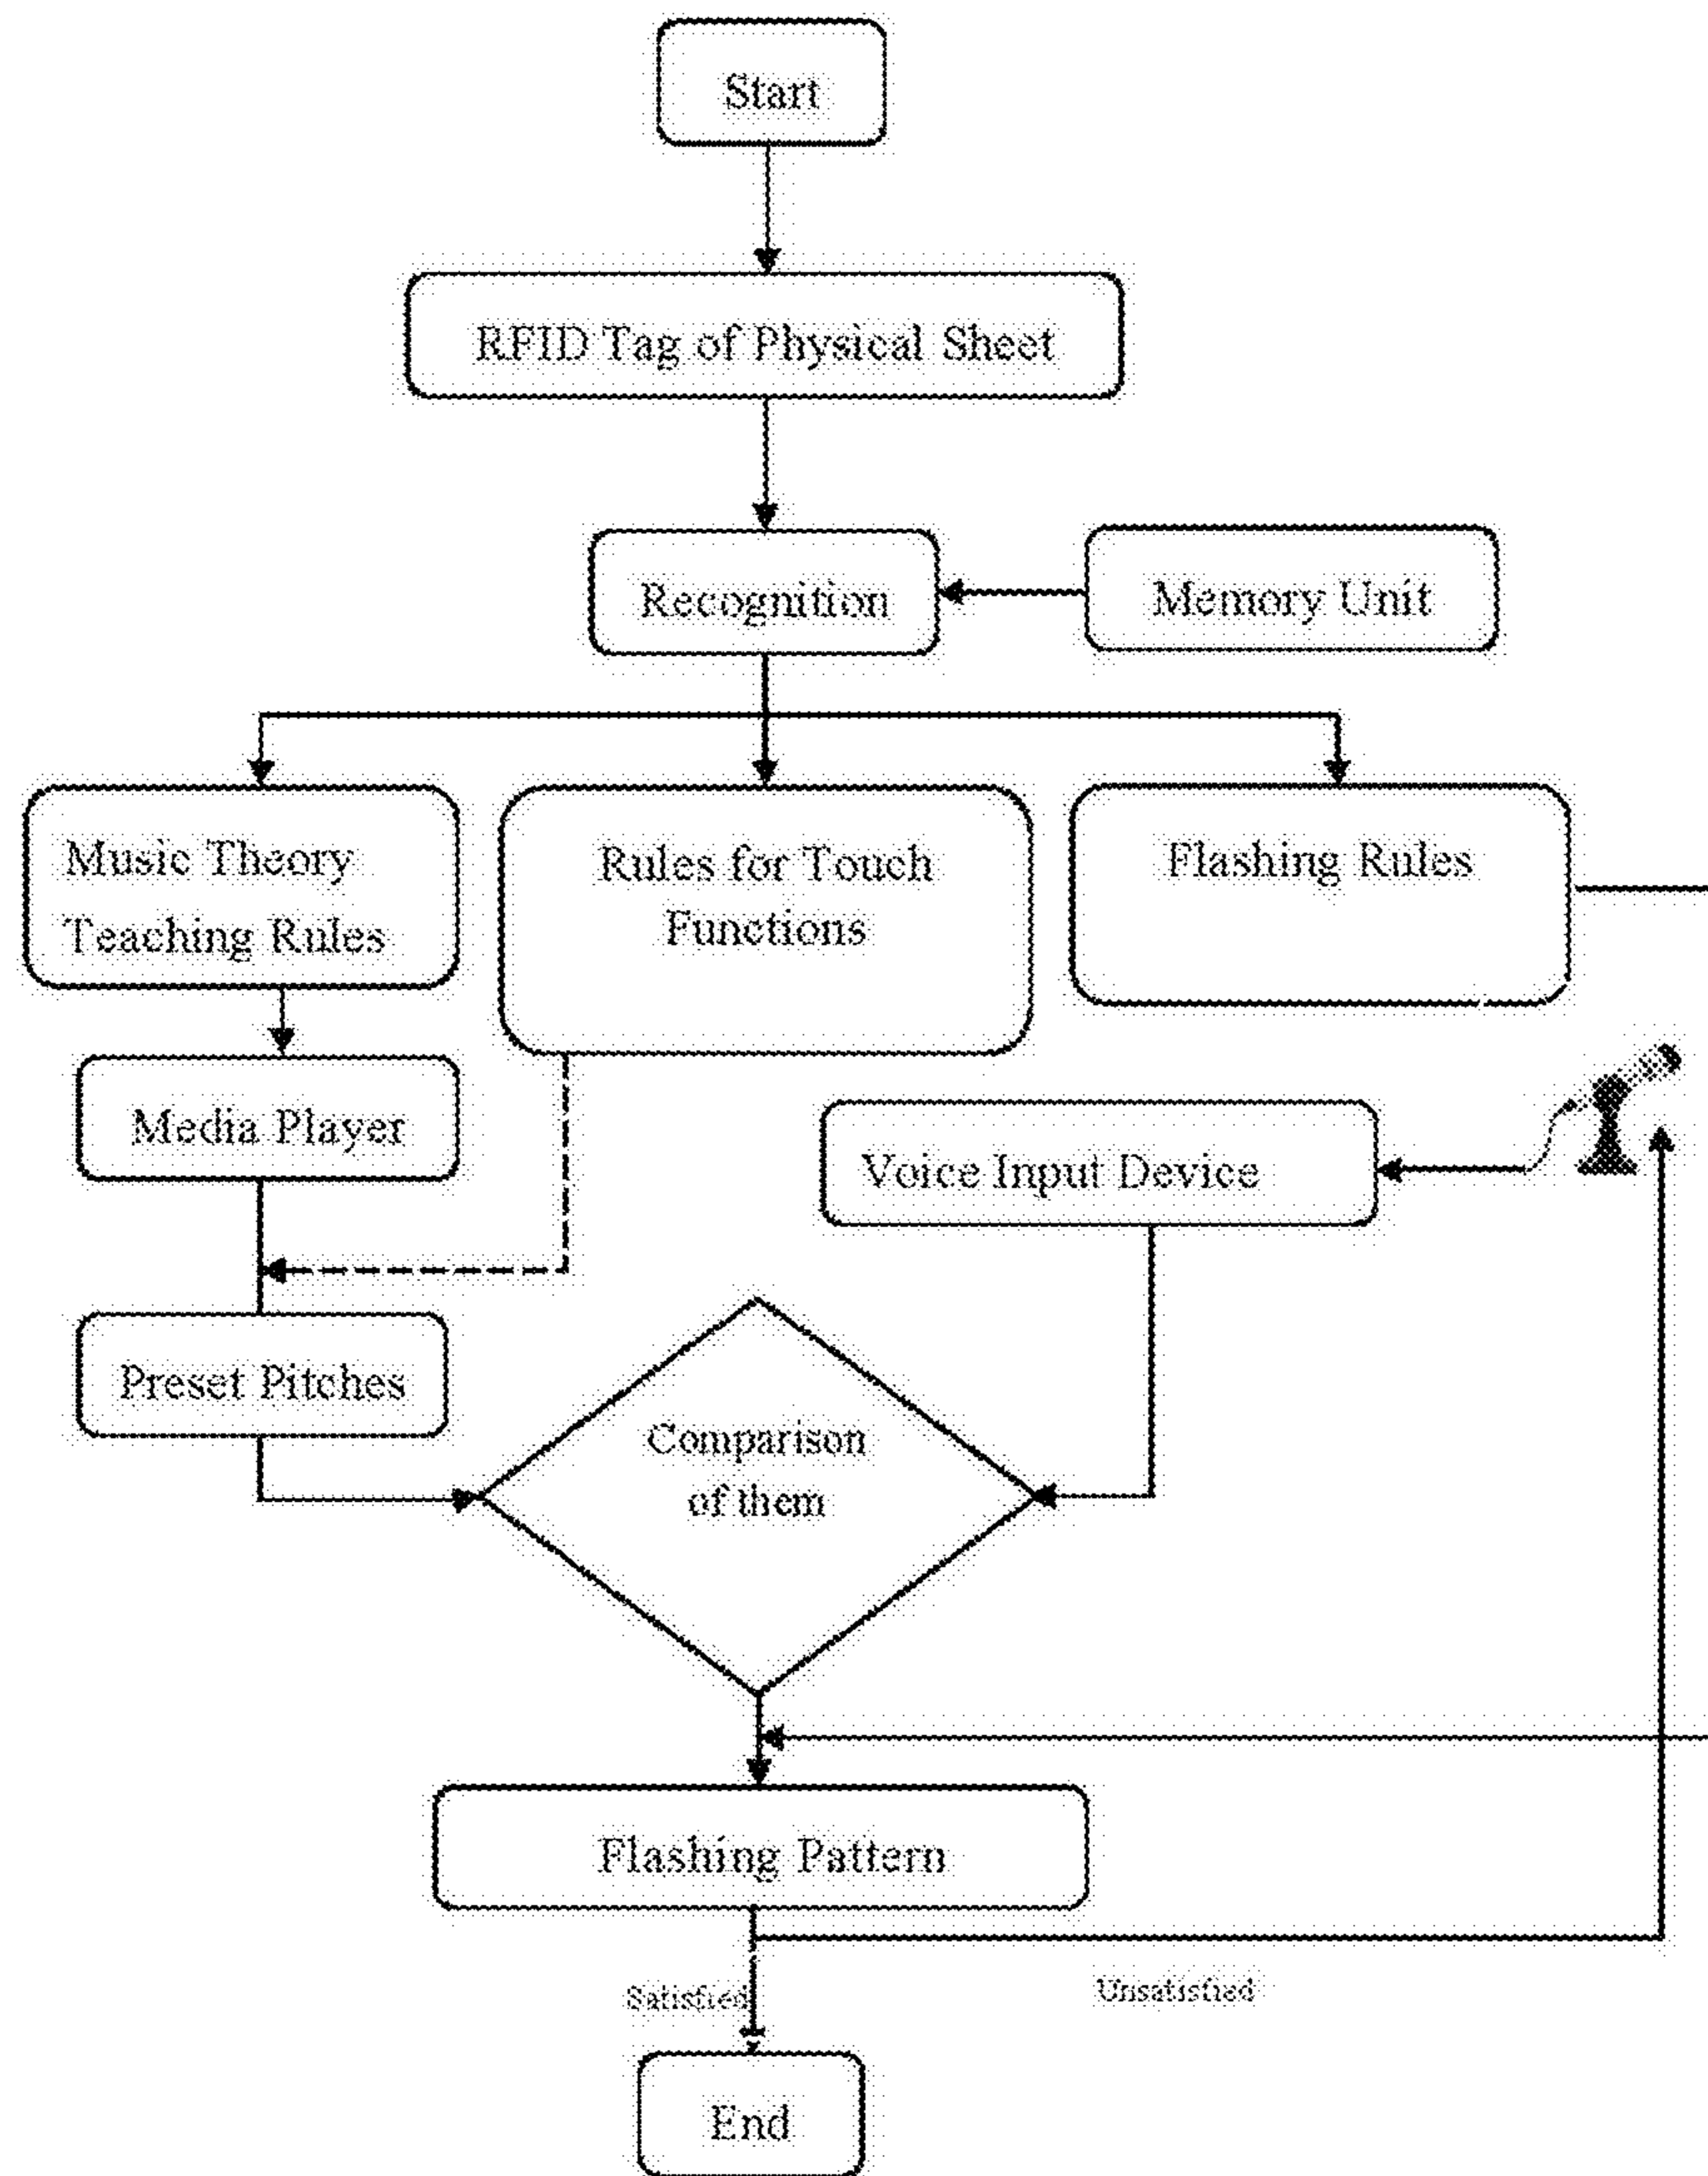 Start
RFID Tag of Physical Sheet
Recognition
Memory Unit
Music Theory
Teaching Rules
Rules for Touch
Functions
Flashing Rules
Media Player
Voice Input Device
Preset Pitches
Comparison
of them
Flashing Pattern
Satisfied
Unsatisfied
End